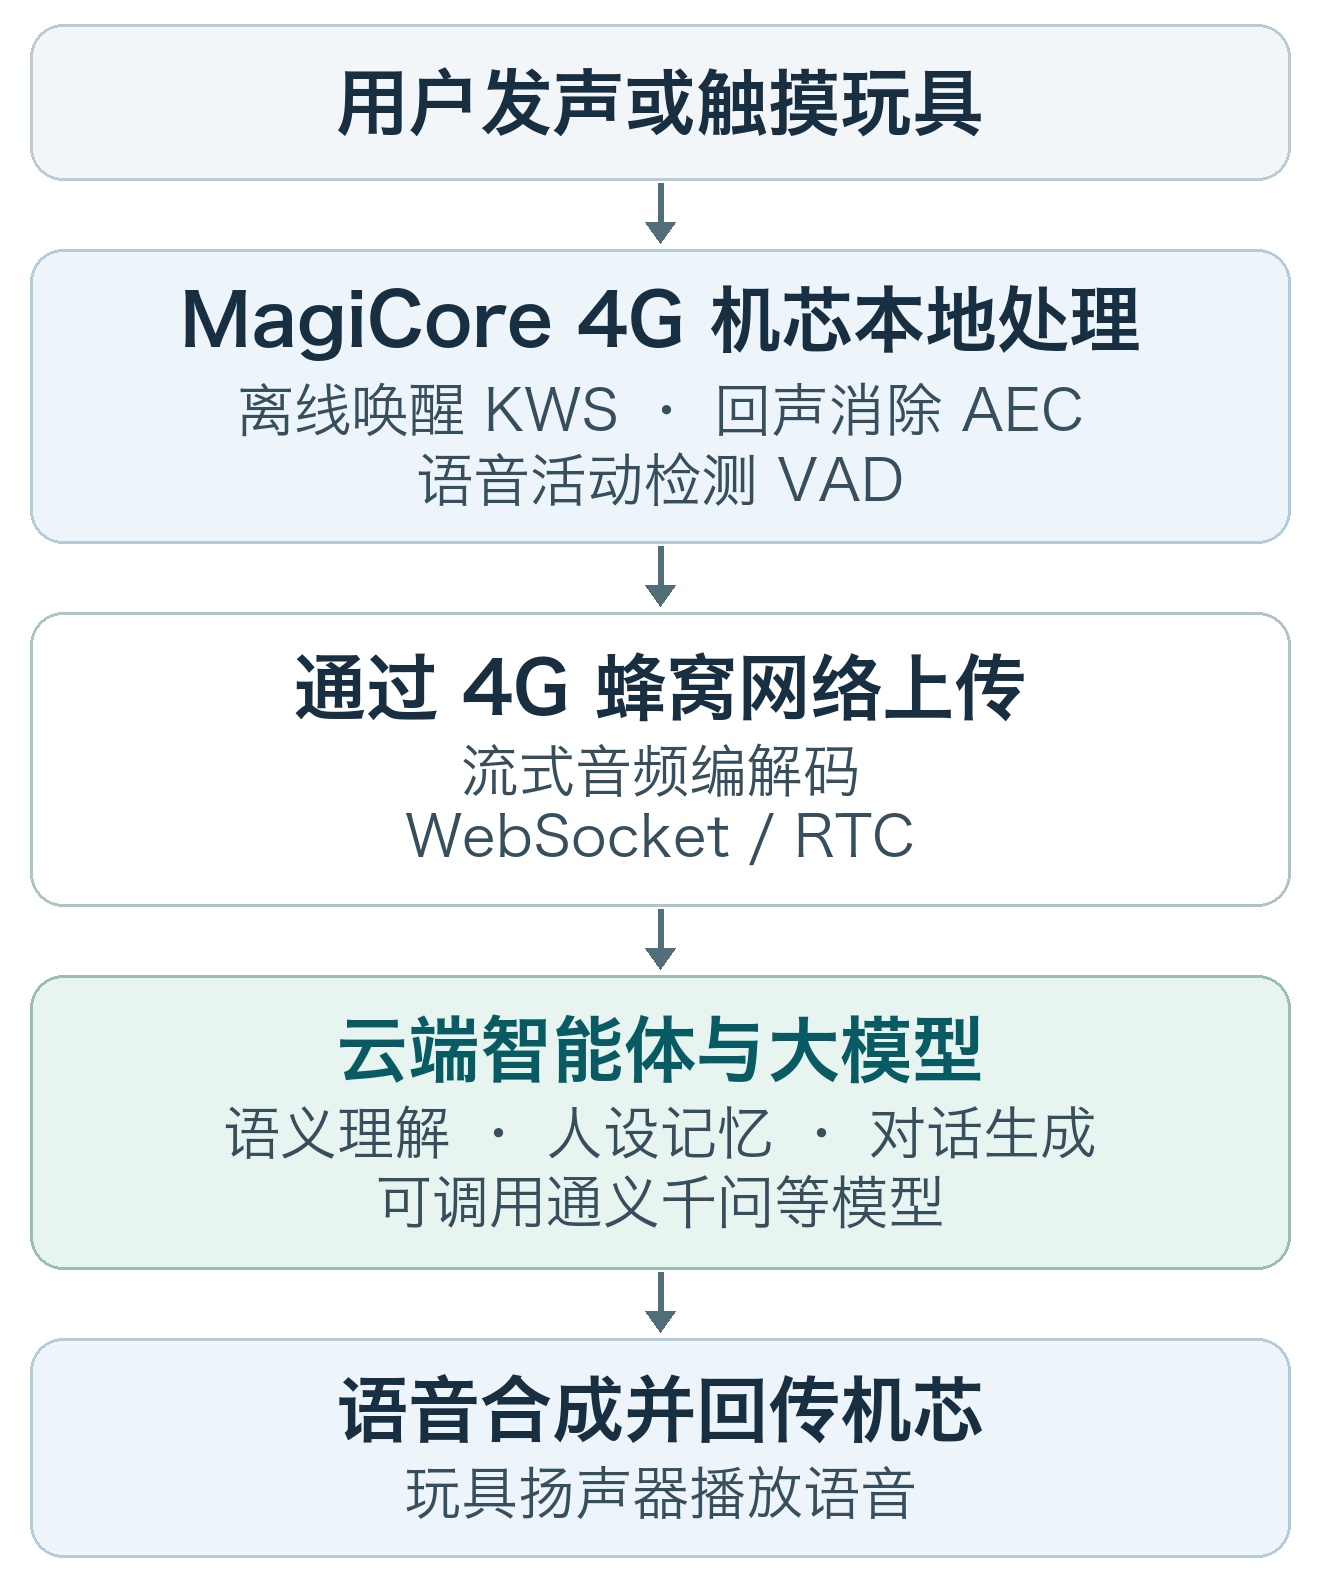 用户发声或触摸玩具
MagiCore 4G 机芯本地处理
离线唤醒 KWS · 回声消除 AEC
语音活动检测 VAD
通过 4G 蜂窝网络上传
流式音频编解码
WebSocket / RTC
云端智能体与大模型
语义理解 · 人设记忆 · 对话生成
可调用通义千问等模型
语音合成并回传机芯
玩具扬声器播放语音